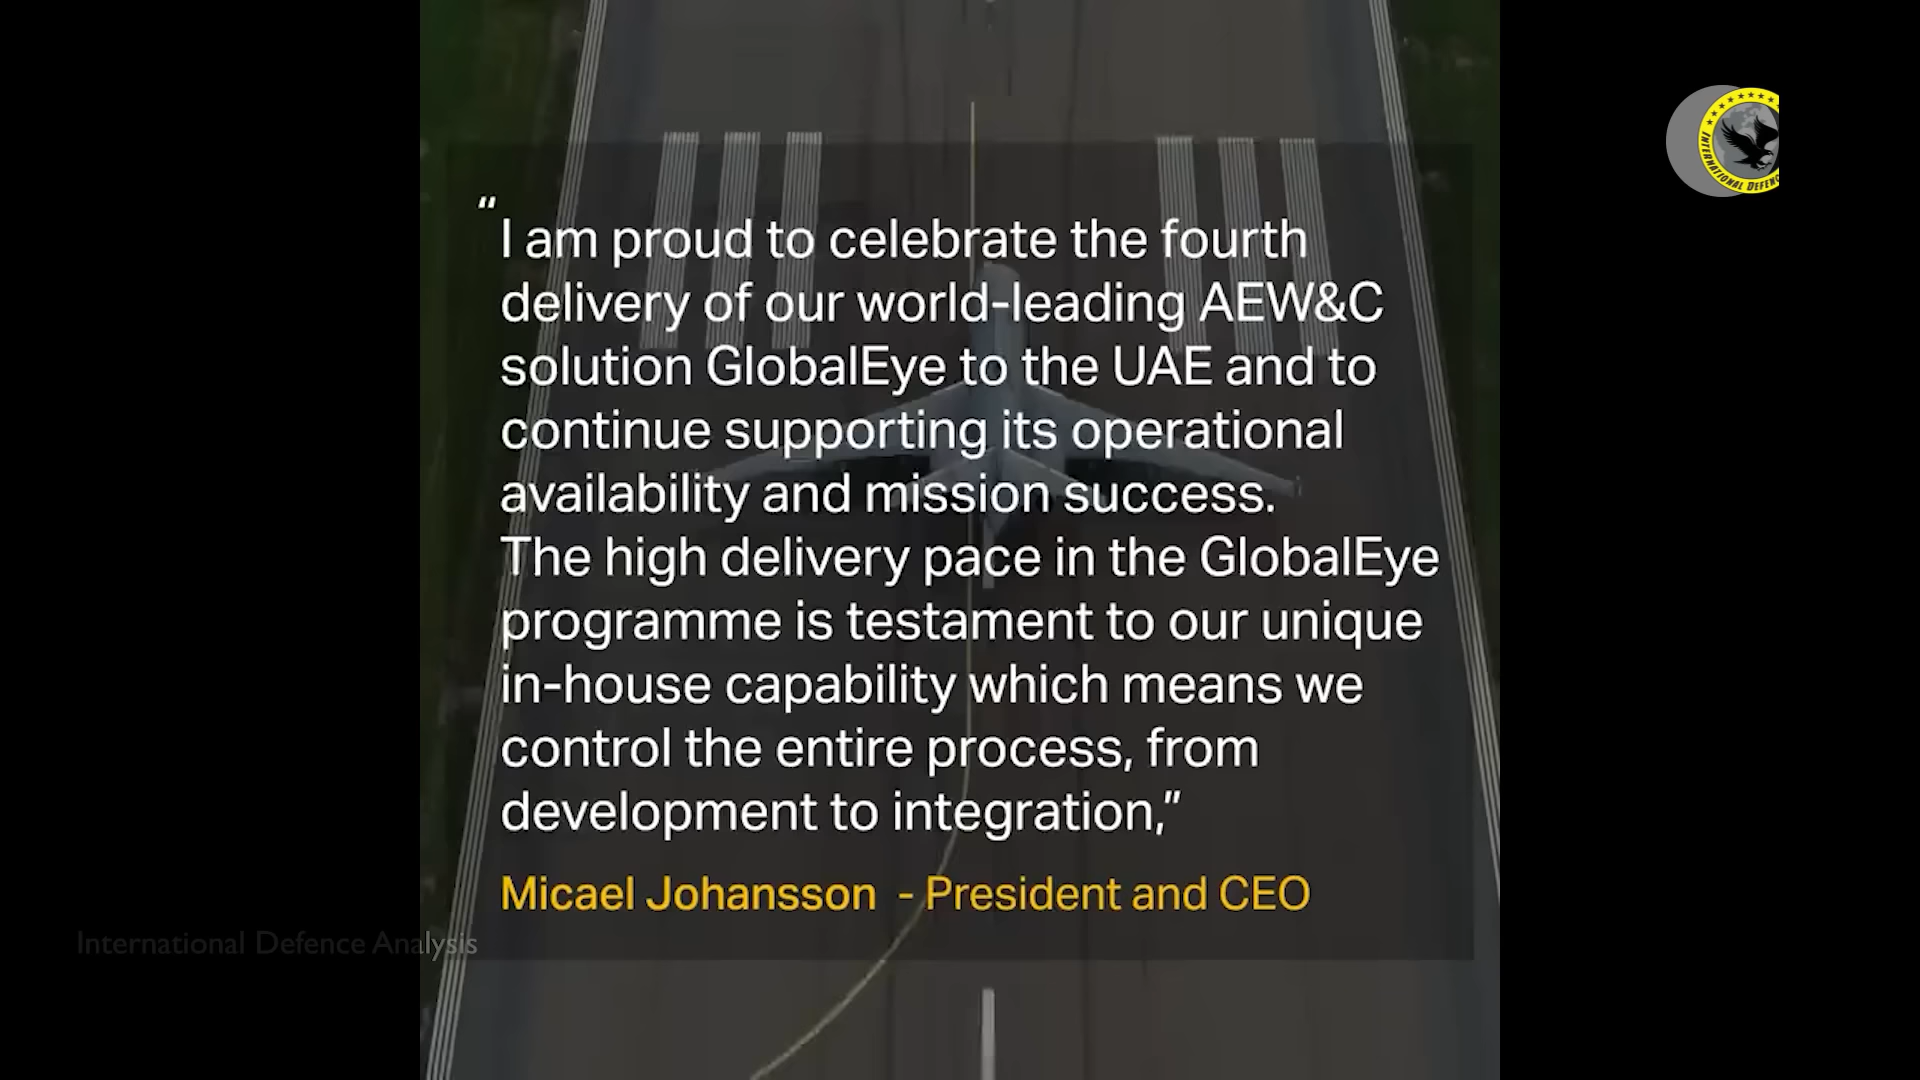 “
I am proud to celebrate the fourth
delivery of our world-leading AEW&C
solution GlobalEye to the UAE and to
continue supporting its operational
availability and mission success.
The high delivery pace in the GlobalEye
programme is testament to our unique
in-house capability which means we
control the entire process, from
development to integration,”
Micael Johansson - President and CEO
International Defence Analysis
INTERNATIONAL